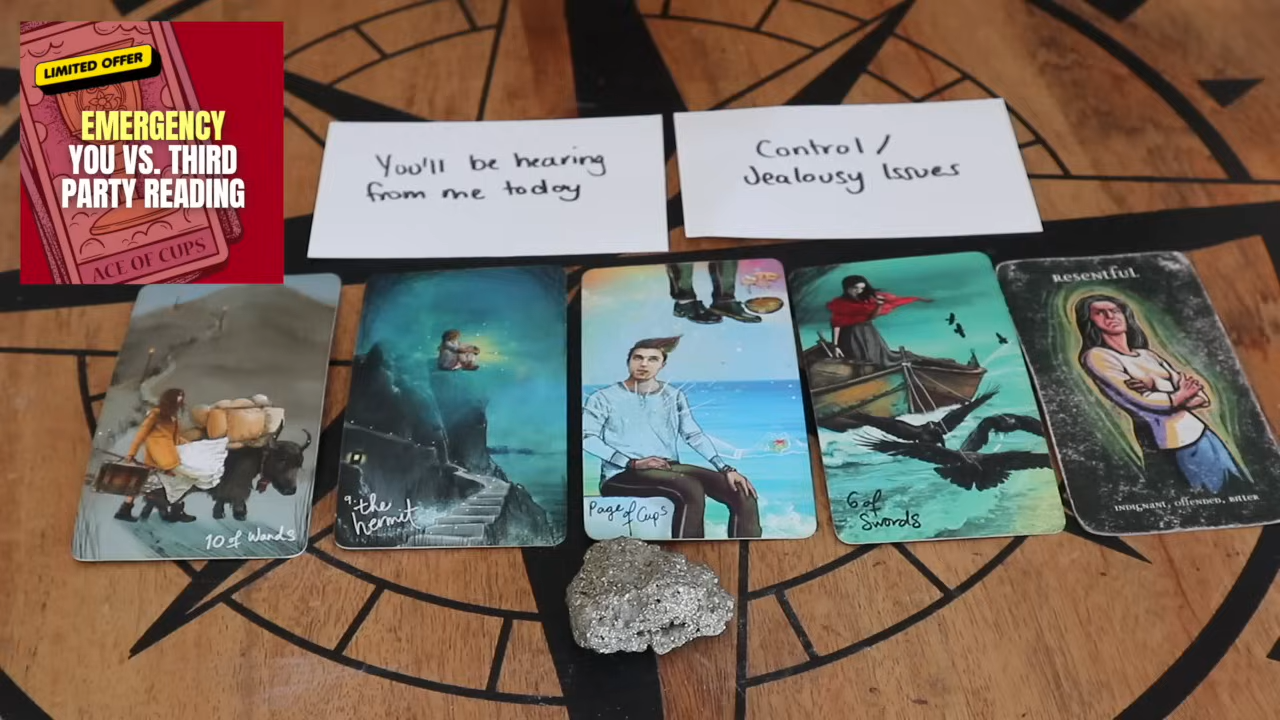 LIMITED OFFER
EMERGENCY
YOU VS. THIRD
PARTY READING
ACE OF CUPS
You'll be hearing
from me today
Control /
Jealousy Issues
10 of Wands
9. the
hermit
Page of Cups
6 of
Swords
RESENTFUL
INDIGNANT, OFFENDED, BITTER